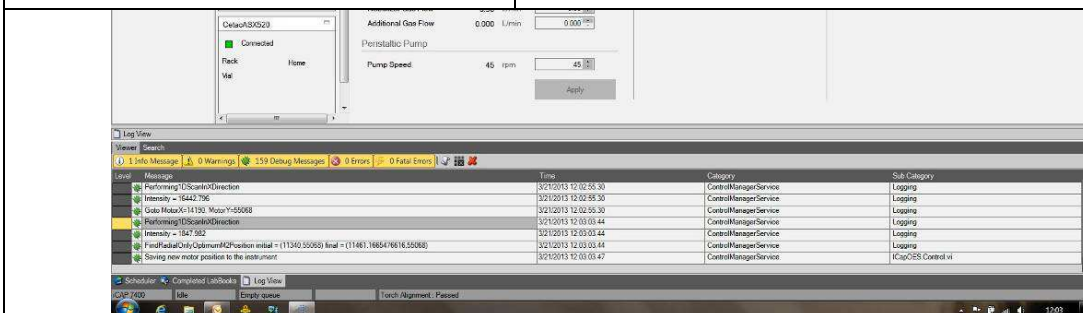 Additional Gas Flow 0.000 L/min 0.000
CetacASX520
Connected
Peristaltic Pump
Rack Home
Pump Speed 45 rpm 45
Vial
Apply
Log View
Viewer Search
1 Info Message 0 Warnings 159 Debug Messages 0 Errors 0 Fatal Errors
Level Message Time Category Sub Category
Performing1DScanInXDirection 3/21/2013 12:02:55.30 ControlManagerService Logging
Intensity = 16442.796 3/21/2013 12:02:55.30 ControlManagerService Logging
Goto MotorX=14190, MotorY=55068 3/21/2013 12:02:55.30 ControlManagerService Logging
Performing1DScanInXDirection 3/21/2013 12:03:03.44 ControlManagerService Logging
Intensity = 1847.982 3/21/2013 12:03:03.44 ControlManagerService Logging
FindRadialOnlyOptimumM2Position initial = (11340,55068) final = (11461.1665476616,55068) 3/21/2013 12:03:03.44 ControlManagerService Logging
Saving new motor position to the instrument 3/21/2013 12:03:03.47 ControlManagerService ICapOES.Control.vi
Scheduler Completed LabBooks Log View
iCAP 7400 Idle Empty queue Torch Alignment : Passed
12:03